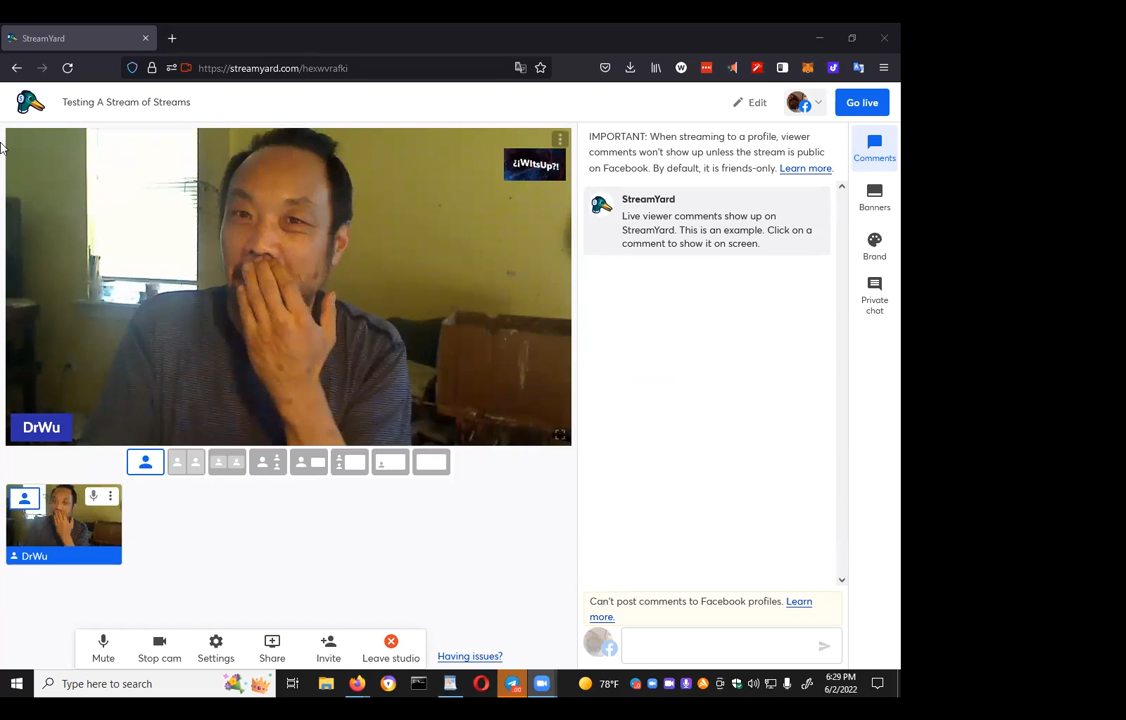 StreamYard
https://streamyard.com/hexwvrafki
Testing A Stream of Streams
Edit
Go live
¿¡WItsUp?!
DrWu
DrWu
IMPORTANT: When streaming to a profile, viewer
comments won't show up unless the stream is public
on Facebook. By default, it is friends-only. Learn more.
StreamYard
Live viewer comments show up on
StreamYard. This is an example. Click on a
comment to show it on screen.
Comments
Banners
Brand
Private
chat
Can't post comments to Facebook profiles. Learn
more.
Mute
Stop cam
Settings
Share
Invite
Leave studio
Having issues?
Type here to search
78°F
6:29 PM
6/2/2022